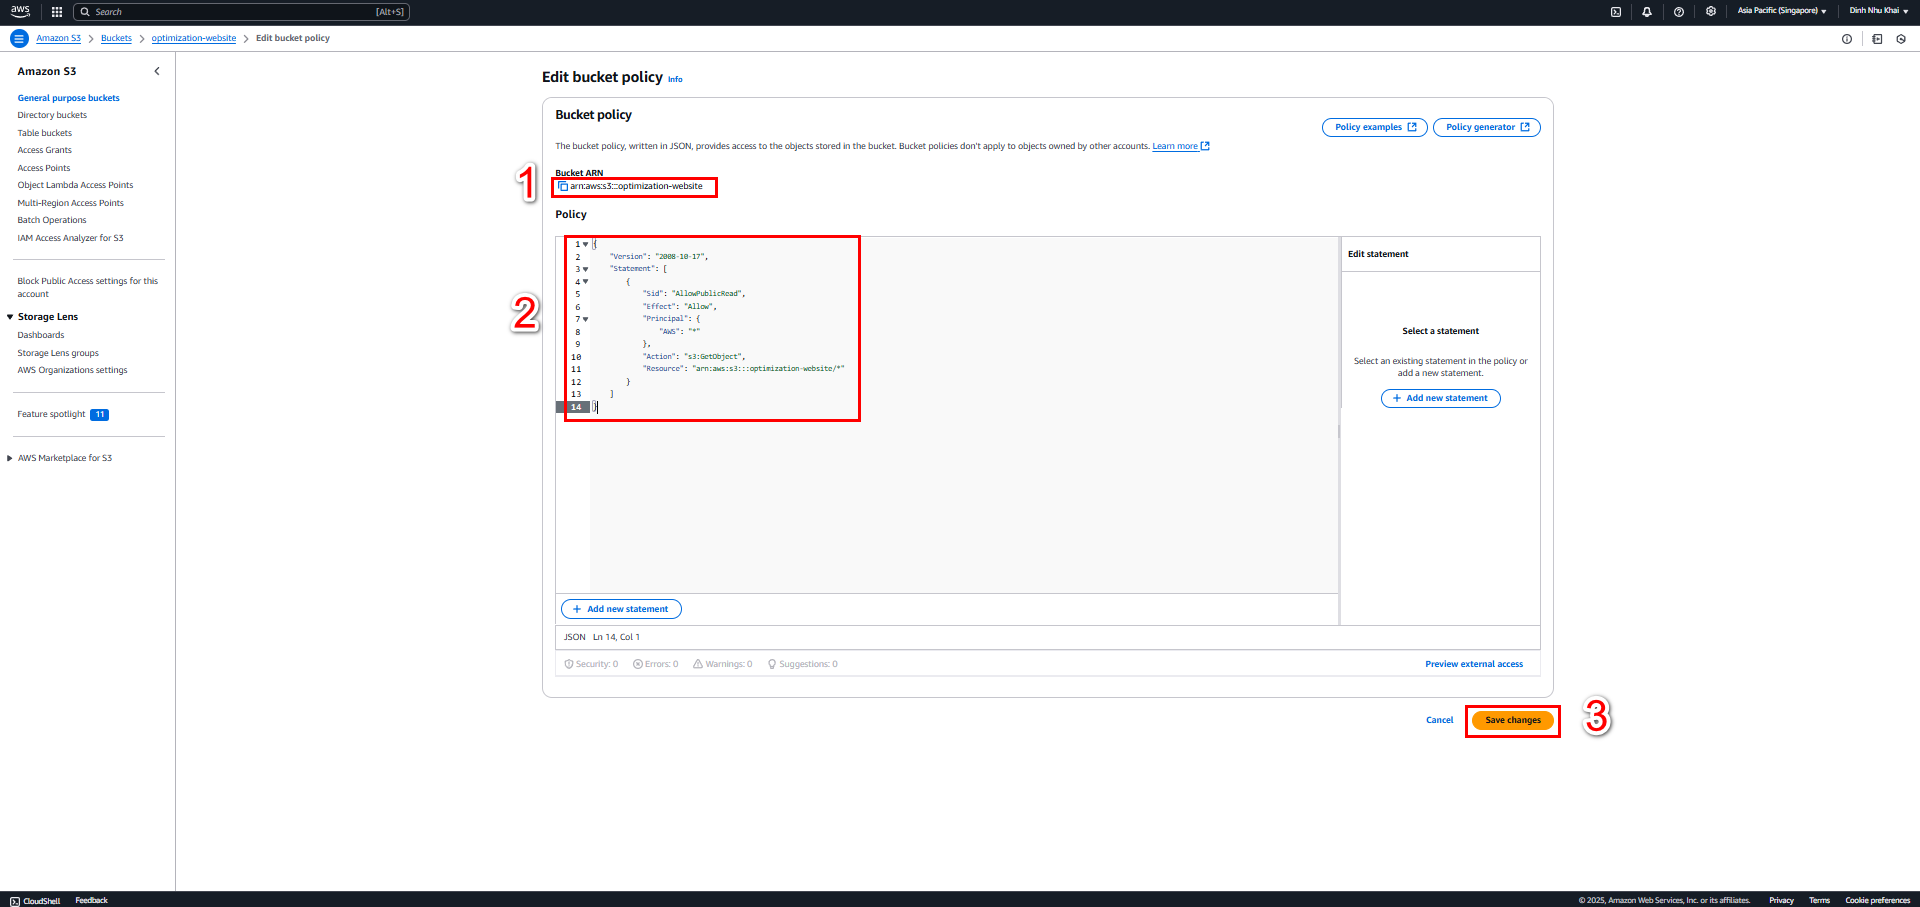 aws
Search [Alt+S]
Asia Pacific (Singapore)
Dinh Nhu Khai
Amazon S3
Buckets
optimization-website
Edit bucket policy
Amazon S3
General purpose buckets
Directory buckets
Table buckets
Access Grants
Access Points
Object Lambda Access Points
Multi-Region Access Points
Batch Operations
IAM Access Analyzer for S3
Block Public Access settings for this
account
Storage Lens
Dashboards
Storage Lens groups
AWS Organizations settings
Feature spotlight 11
AWS Marketplace for S3
Edit bucket policy Info
Bucket policy
Policy examples
Policy generator
The bucket policy, written in JSON, provides access to the objects stored in the bucket. Bucket policies don't apply to objects owned by other accounts. Learn more
1
Bucket ARN
arn:aws:s3:::optimization-website
Policy
2
1 {
2 "Version": "2008-10-17",
3 "Statement": [
4 {
5 "Sid": "AllowPublicRead",
6 "Effect": "Allow",
7 "Principal": {
8 "AWS": "*"
9 },
10 "Action": "s3:GetObject",
11 "Resource": "arn:aws:s3:::optimization-website/*"
12 }
13 ]
14 }
Edit statement
Select a statement
Select an existing statement in the policy or
add a new statement.
+ Add new statement
+ Add new statement
JSON Ln 14, Col 1
Security: 0 Errors: 0 Warnings: 0 Suggestions: 0
Preview external access
Cancel
Save changes
3
CloudShell
Feedback
© 2025, Amazon Web Services, Inc. or its affiliates.
Privacy
Terms
Cookie preferences